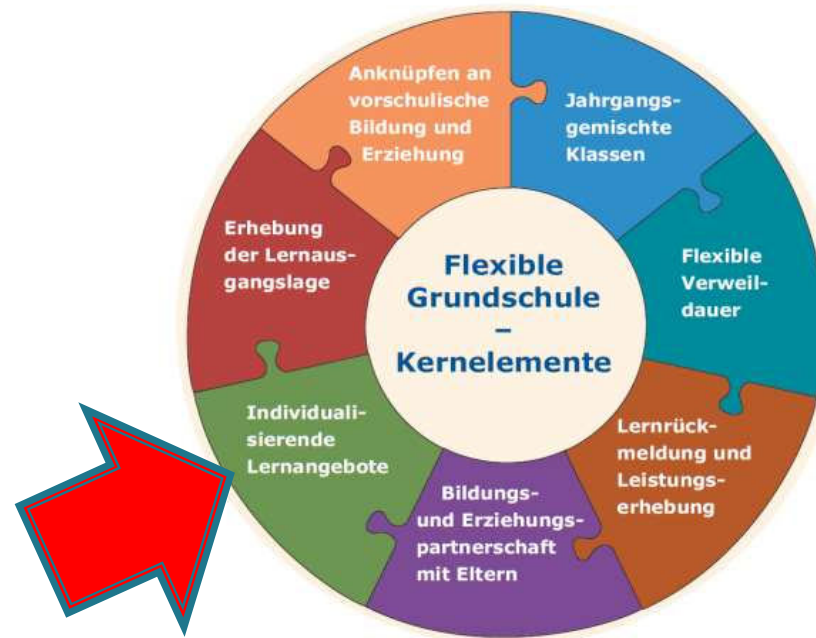 Flexible
Grundschule
–
Kernelemente
Anknüpfen an
vorschulische
Bildung und
Erziehung
Jahrgangs-
gemischte
Klassen
Flexible
Verweil-
dauer
Lernrück-
meldung und
Leistungs-
erhebung
Bildungs-
und Erziehungs-
partnerschaft
mit Eltern
Individuali-
sierende
Lernangebote
Erhebung
der Lernaus-
gangslage